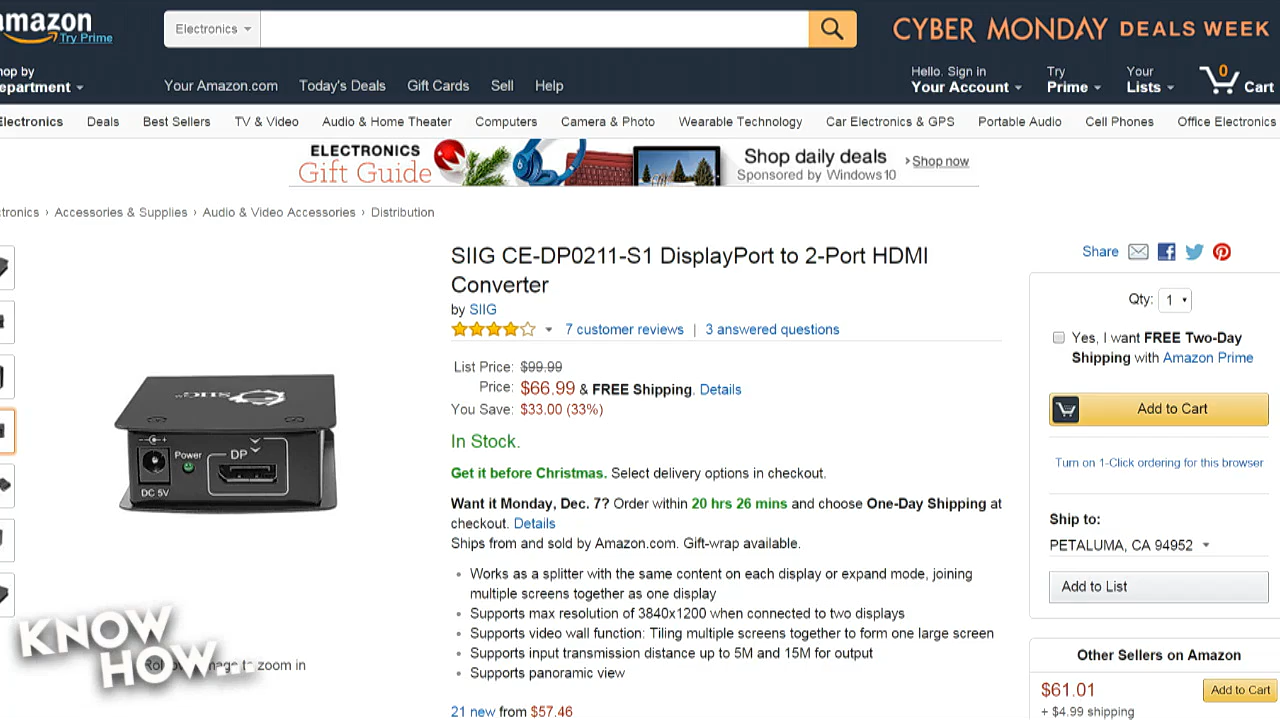 amazon
Try Prime
Electronics
CYBER MONDAY DEALS WEEK
hop by
epartment
Your Amazon.com Today's Deals Gift Cards Sell Help
Hello. Sign in
Your Account
Try
Prime
Your
Lists
0
Cart
Electronics Deals Best Sellers TV & Video Audio & Home Theater Computers Camera & Photo Wearable Technology Car Electronics & GPS Portable Audio Cell Phones Office Electronics
ELECTRONICS
Gift Guide
Shop daily deals
Sponsored by Windows10
Shop now
ctronics › Accessories & Supplies › Audio & Video Accessories › Distribution
SIIG CE-DP0211-S1 DisplayPort to 2-Port HDMI
Converter
by SIIG
7 customer reviews | 3 answered questions
List Price: $99.99
Price: $66.99 & FREE Shipping. Details
You Save: $33.00 (33%)
In Stock.
Get it before Christmas. Select delivery options in checkout.
Want it Monday, Dec. 7? Order within 20 hrs 26 mins and choose One-Day Shipping at
checkout. Details
Ships from and sold by Amazon.com. Gift-wrap available.
• Works as a splitter with the same content on each display or expand mode, joining
multiple screens together as one display
• Supports max resolution of 3840x1200 when connected to two displays
• Supports video wall function: Tiling multiple screens together to form one large screen
• Supports input transmission distance up to 5M and 15M for output
• Supports panoramic view
21 new from $57.46
SIIG
Power
DP
DC 5V
KNOW
HOW...
to zoom in
Share
Qty: 1
Yes, I want FREE Two-Day
Shipping with Amazon Prime
Add to Cart
Turn on 1-Click ordering for this browser
Ship to:
PETALUMA, CA 94952
Add to List
Other Sellers on Amazon
$61.01
Add to Cart
+ $4.99 shipping